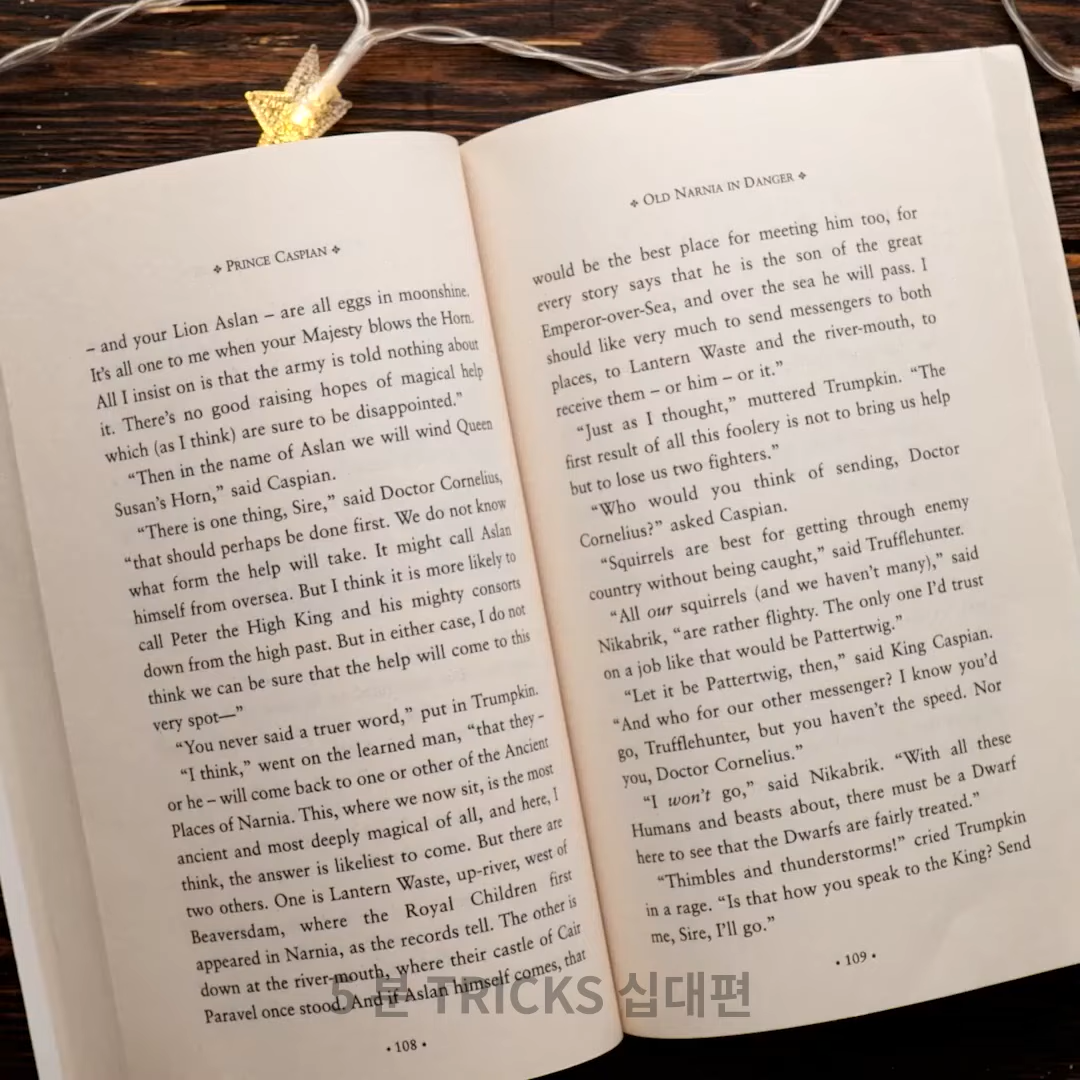 ❖ PRINCE CASPIAN ❖
– and your Lion Aslan – are all eggs in moonshine.
It's all one to me when your Majesty blows the Horn.
All I insist on is that the army is told nothing about
it. There's no good raising hopes of magical help
which (as I think) are sure to be disappointed.”
“Then in the name of Aslan we will wind Queen
Susan's Horn,” said Caspian.
“There is one thing, Sire,” said Doctor Cornelius,
“that should perhaps be done first. We do not know
what form the help will take. It might call Aslan
himself from oversea. But I think it is more likely to
call Peter the High King and his mighty consorts
down from the high past. But in either case, I do not
think we can be sure that the help will come to this
very spot—”
“You never said a truer word,” put in Trumpkin.
“I think,” went on the learned man, “that they –
or he – will come back to one or other of the Ancient
Places of Narnia. This, where we now sit, is the most
ancient and most deeply magical of all, and here, I
think, the answer is likeliest to come. But there are
two others. One is Lantern Waste, up-river, west of
Beaversdam, where the Royal Children first
appeared in Narnia, as the records tell. The other is
down at the river-mouth, where their castle of Cair
Paravel once stood. And if Aslan himself comes, that
• 108 •
❖ OLD NARNIA IN DANGER ❖
would be the best place for meeting him too, for
every story says that he is the son of the great
Emperor-over-Sea, and over the sea he will pass. I
should like very much to send messengers to both
places, to Lantern Waste and the river-mouth, to
receive them – or him – or it.”
“Just as I thought,” muttered Trumpkin. “The
first result of all this foolery is not to bring us help
but to lose us two fighters.”
“Who would you think of sending, Doctor
Cornelius?” asked Caspian.
“Squirrels are best for getting through enemy
country without being caught,” said Trufflehunter.
“All our squirrels (and we haven't many),” said
Nikabrik, “are rather flighty. The only one I'd trust
on a job like that would be Pattertwig.”
“Let it be Pattertwig, then,” said King Caspian.
“And who for our other messenger? I know you'd
go, Trufflehunter, but you haven't the speed. Nor
you, Doctor Cornelius.”
“I won't go,” said Nikabrik. “With all these
Humans and beasts about, there must be a Dwarf
here to see that the Dwarfs are fairly treated.”
“Thimbles and thunderstorms!” cried Trumpkin
in a rage. “Is that how you speak to the King? Send
me, Sire, I'll go.”
• 109 •
5 분 TRICKS 십대편